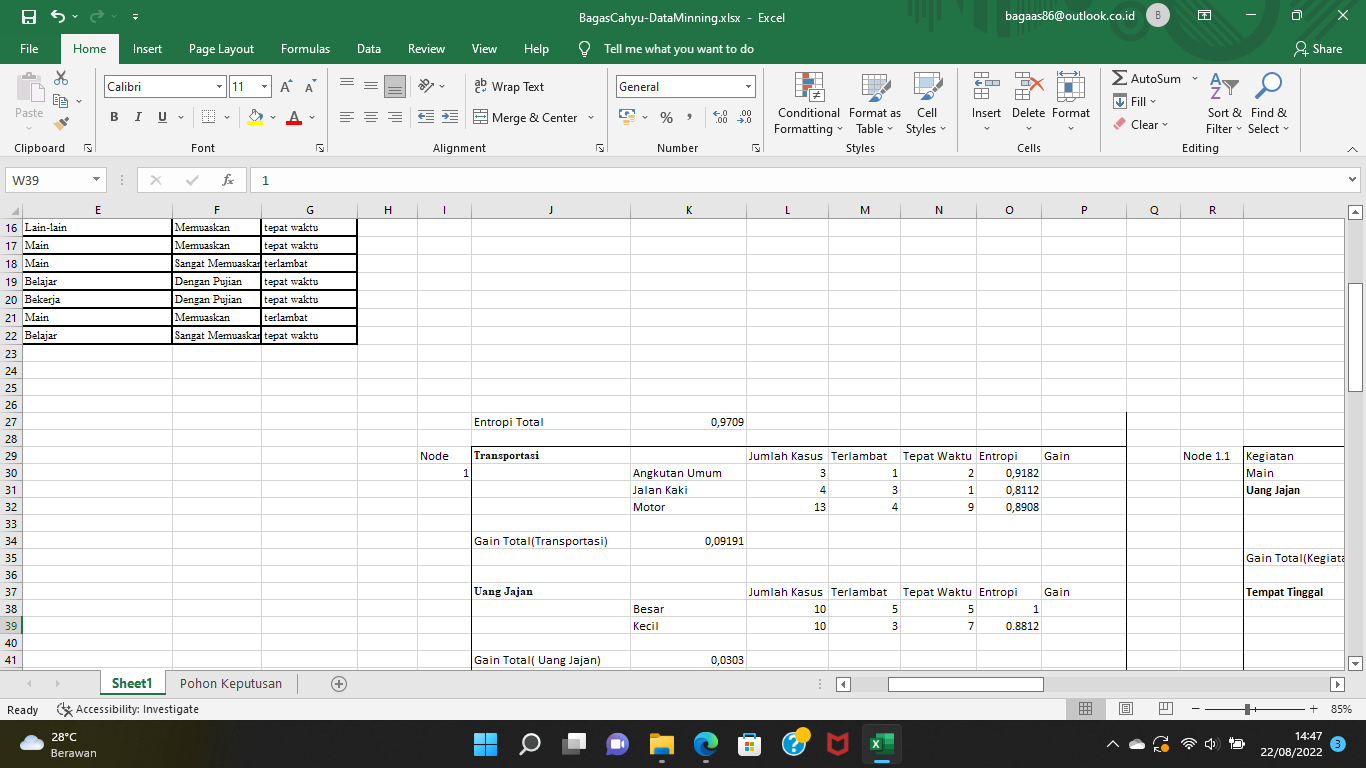 BagasCahyu-DataMinning.xlsx - Excel
bagaas86@outlook.co.id
B
File Home Insert Page Layout Formulas Data Review View Help Tell me what you want to do Share
Paste
Calibri 11
B I U
Wrap Text
Merge & Center
General
Conditional Formatting
Format as Table
Cell Styles
Insert Delete Format
AutoSum
Fill
Clear
Sort & Filter
Find & Select
Clipboard Font Alignment Number Styles Cells Editing
W39 fx 1
E F G H I J K L M N O P Q R
16 Lain-lain Memuaskan tepat waktu
17 Main Memuaskan tepat waktu
18 Main Sangat Memuaskan terlambat
19 Belajar Dengan Pujian tepat waktu
20 Bekerja Dengan Pujian tepat waktu
21 Main Memuaskan terlambat
22 Belajar Sangat Memuaskan tepat waktu
23
24
25
26
27 Entropi Total 0,9709
28
29 Node Transportasi Jumlah Kasus Terlambat Tepat Waktu Entropi Gain Node 1.1 Kegiatan
30 1 Angkutan Umum 3 1 2 0,9182 Main
31 Jalan Kaki 4 3 1 0,8112 Uang Jajan
32 Motor 13 4 9 0,8908
33
34 Gain Total(Transportasi) 0,09191
35 Gain Total(Kegiata
36
37 Uang Jajan Jumlah Kasus Terlambat Tepat Waktu Entropi Gain Tempat Tinggal
38 Besar 10 5 5 1
39 Kecil 10 3 7 0.8812
40
41 Gain Total( Uang Jajan) 0,0303
Sheet1 Pohon Keputusan
Ready Accessibility: Investigate 85%
28°C
Berawan
14:47
22/08/2022
3